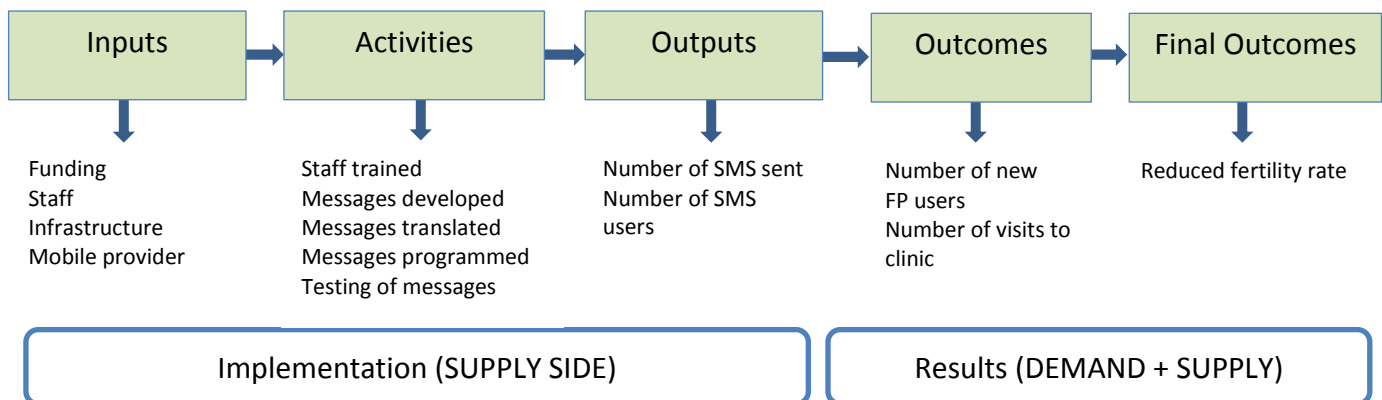 Inputs
Activities
Outputs
Outcomes
Final Outcomes
Funding
Staff
Infrastructure
Mobile provider
Staff trained
Messages developed
Messages translated
Messages programmed
Testing of messages
Number of SMS sent
Number of SMS
users
Number of new
FP users
Number of visits to
clinic
Reduced fertility rate
Implementation (SUPPLY SIDE)
Results (DEMAND + SUPPLY)